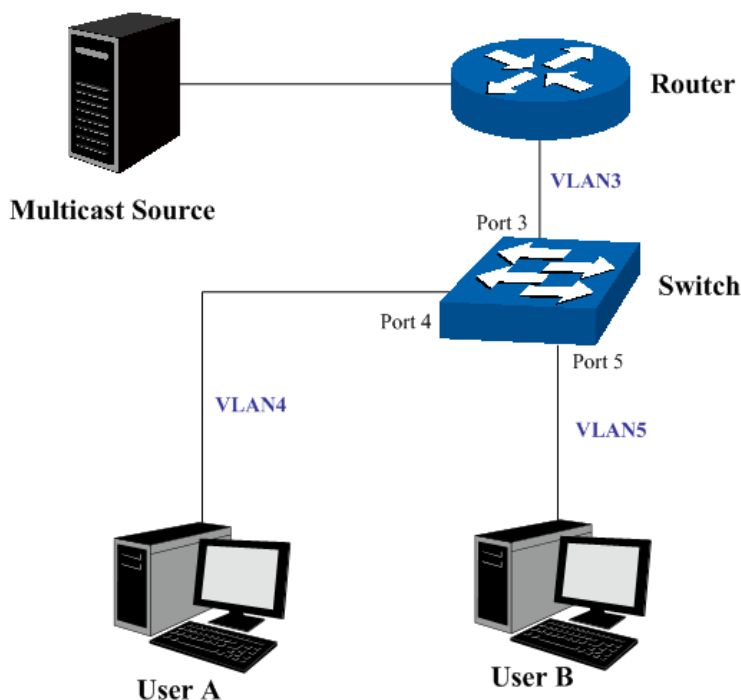 Router
VLAN3
Multicast Source
Port 3
Switch
Port 4
Port 5
VLAN4
VLAN5
User A
User B